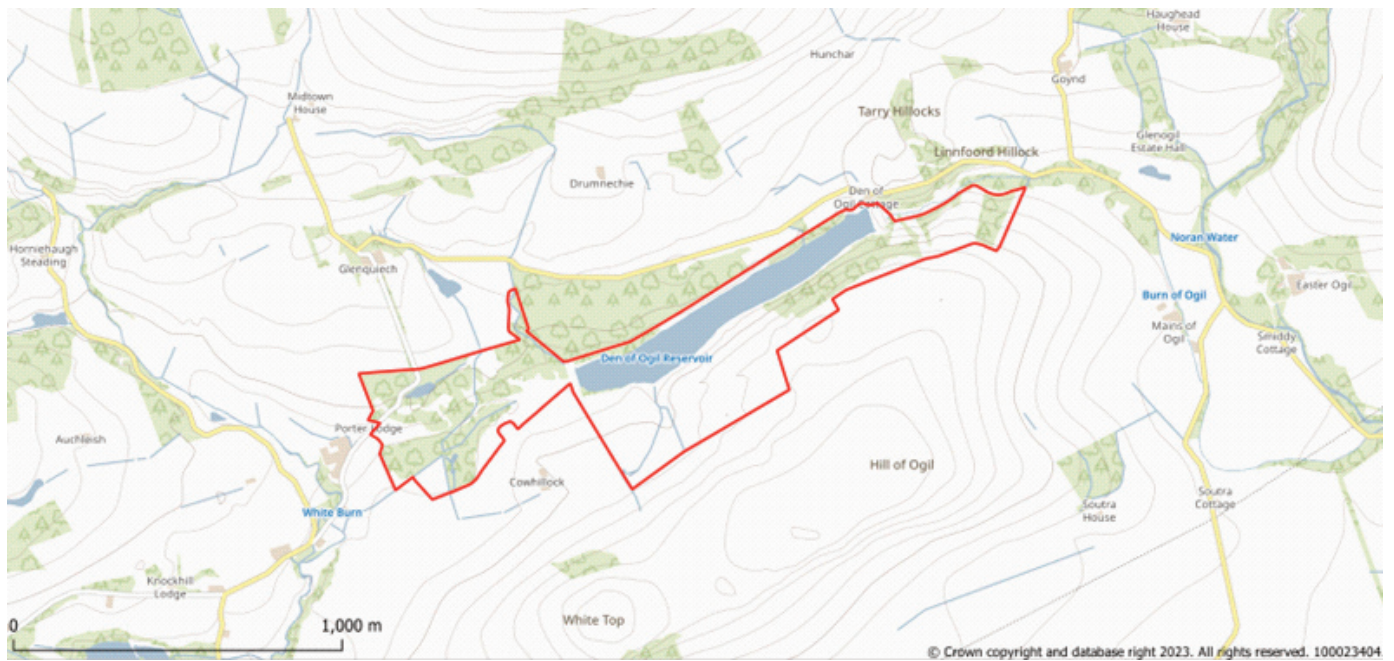 Haughead
House
Hunchar
Goynd
Midtown
House
Tarry Hillocks
Glenogil
Estate Hall
Linnfoord Hillock
Drumnechie
Den of
Ogil Cottage
Horniehaugh
Steading
Noran Water
Glenquiech
Easter Ogil
Burn of Ogil
Mains of
Ogil
Smiddy
Cottage
Den of Ogil Reservoir
Porter Lodge
Auchleish
Hill of Ogil
Cowhillock
Soutra
Cottage
Soutra
House
White Burn
Knockhill
Lodge
White Top
0 1,000 m
© Crown copyright and database right 2023. All rights reserved. 100023404